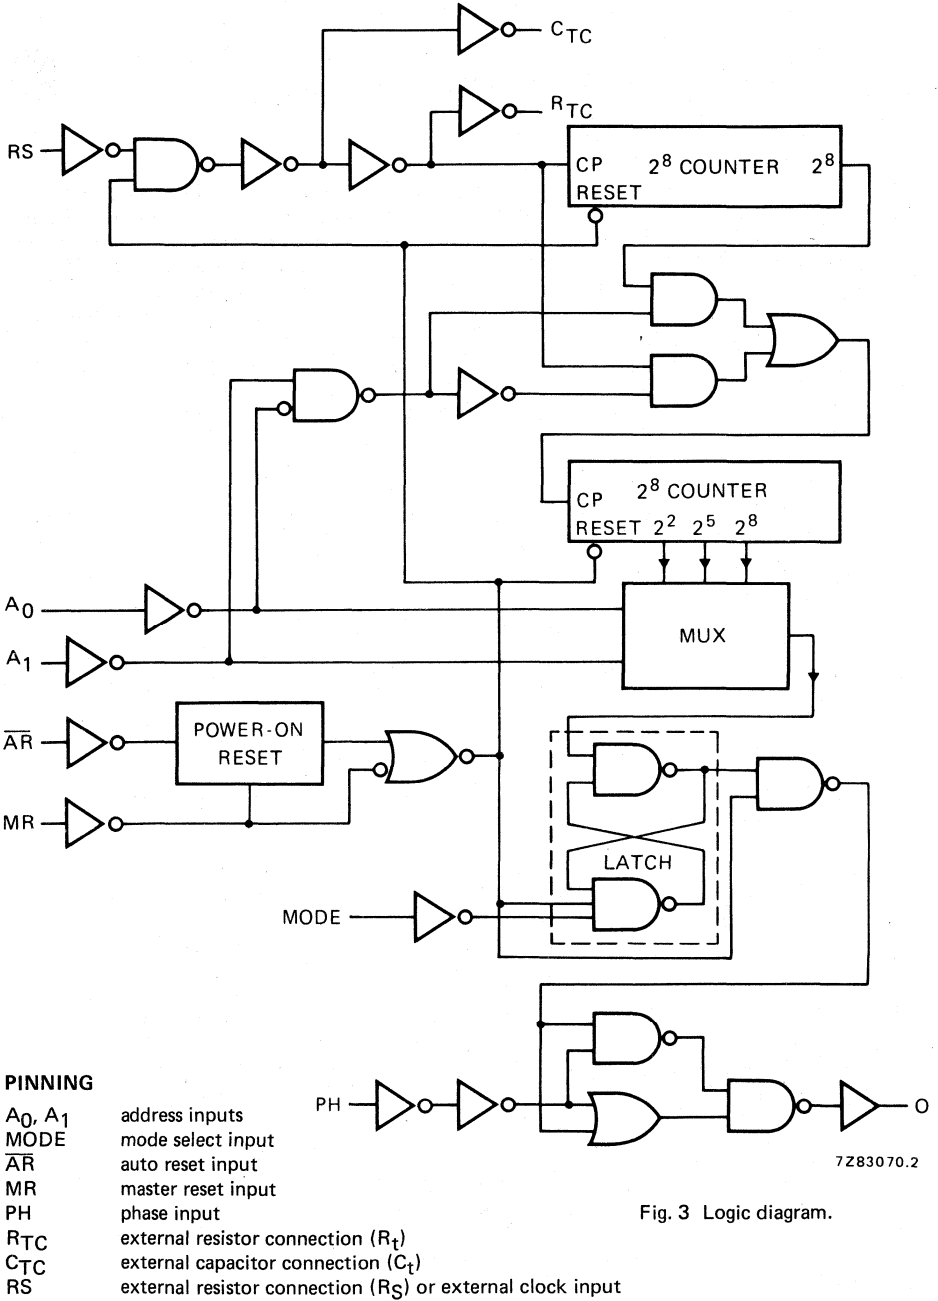 C_TC
R_TC
RS
CP 2^8 COUNTER 2^8
RESET
CP 2^8 COUNTER
RESET 2^2 2^5 2^8
A_0
MUX
A_1
POWER-ON
RESET
A̅R̅
MR
LATCH
MODE
PH
O
7Z83070.2
Fig. 3 Logic diagram.
PINNING
A_0, A_1 address inputs
MODE mode select input
A̅R̅ auto reset input
MR master reset input
PH phase input
R_TC external resistor connection (R_t)
C_TC external capacitor connection (C_t)
RS external resistor connection (R_S) or external clock input